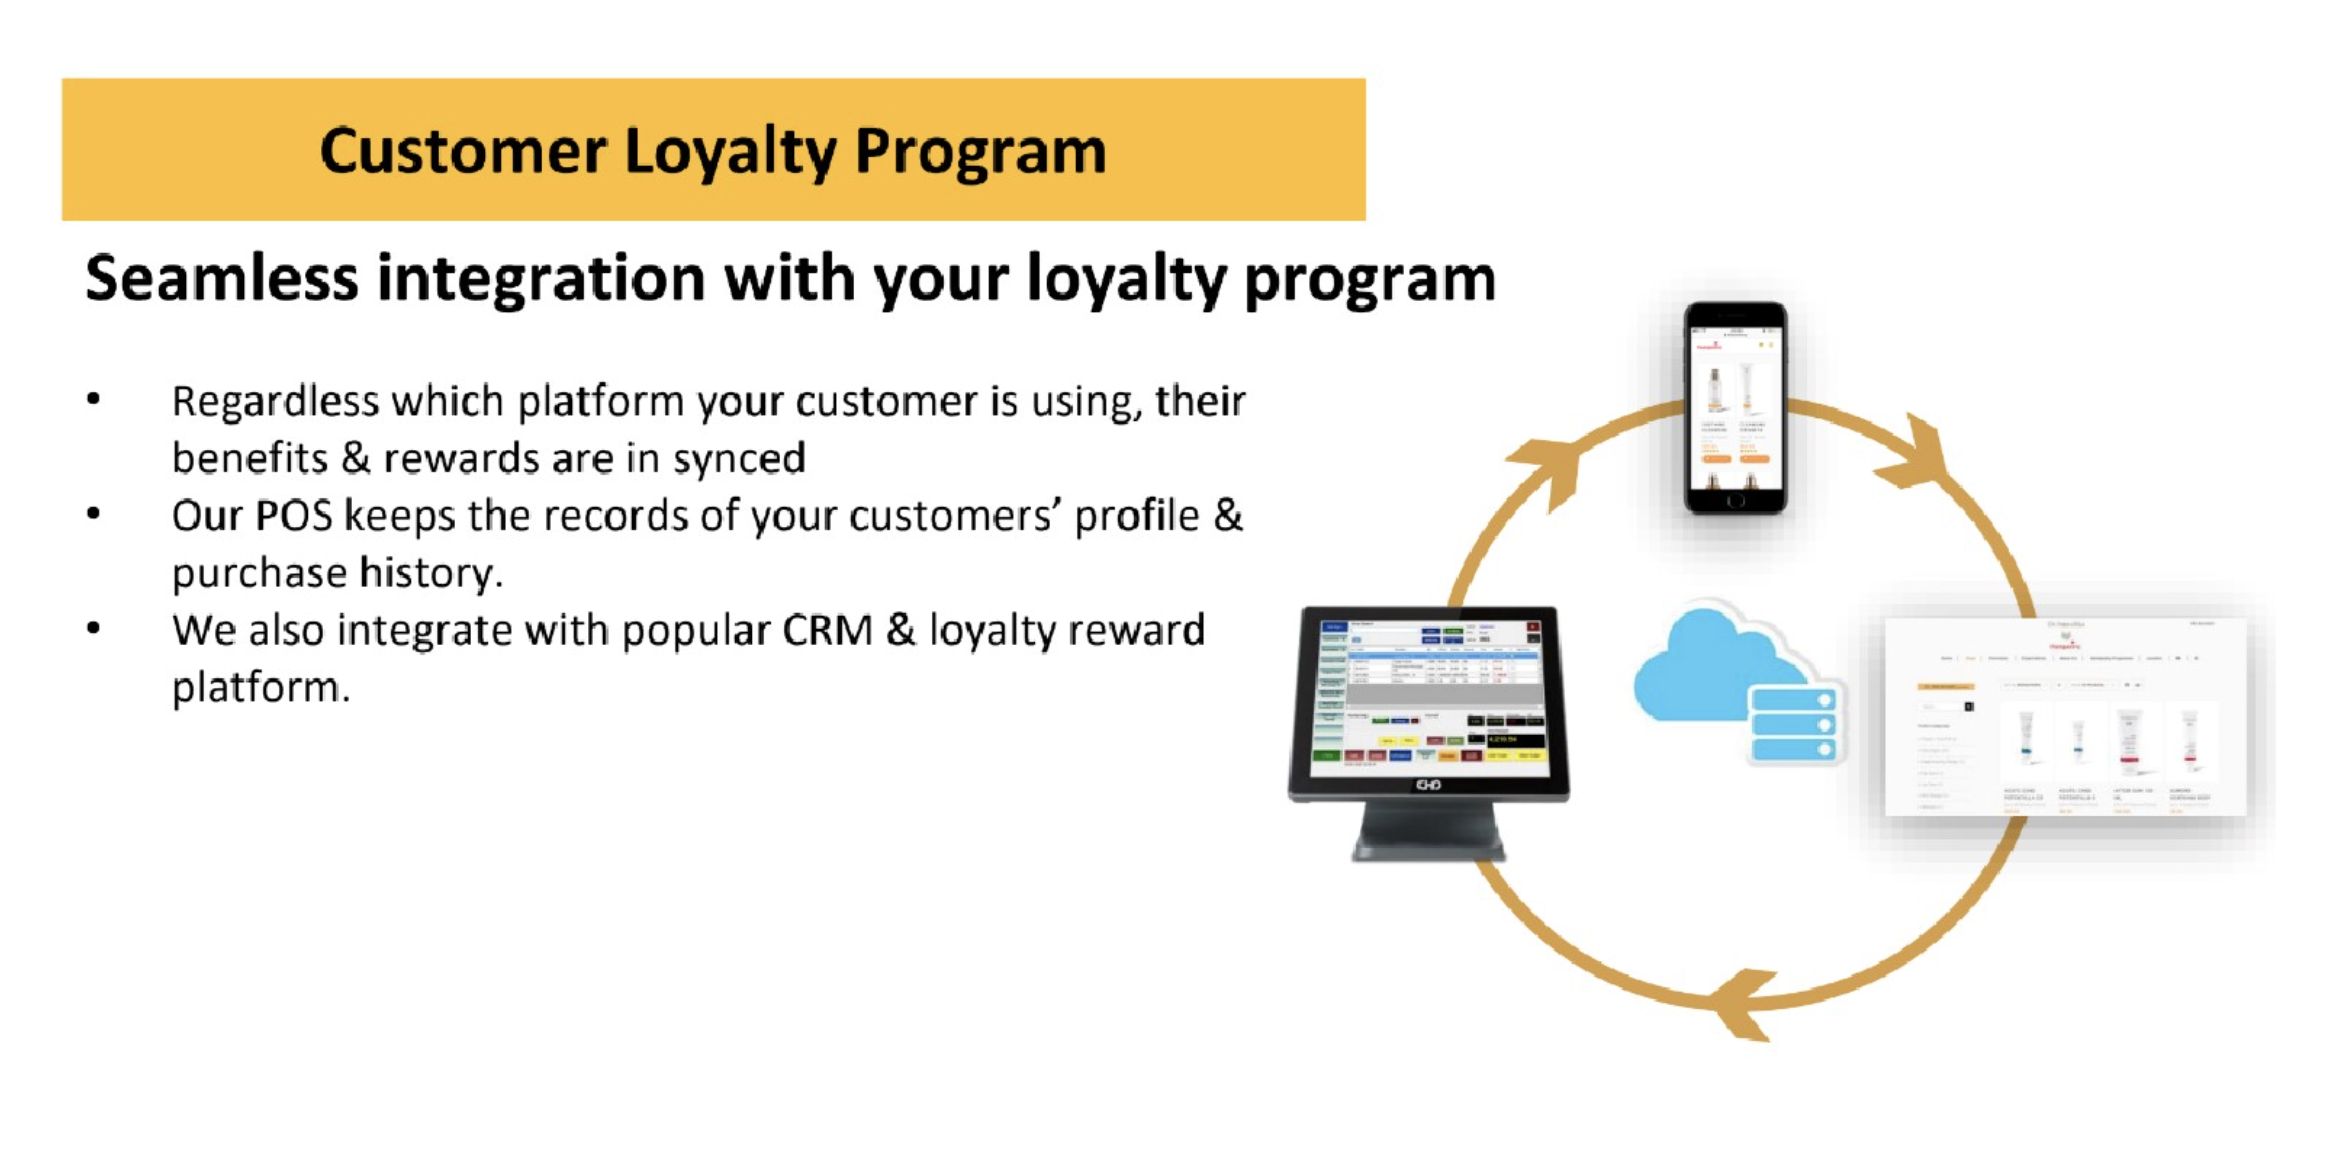 Customer Loyalty Program
Seamless integration with your loyalty program
• Regardless which platform your customer is using, their
benefits & rewards are in synced
• Our POS keeps the records of your customers’ profile &
purchase history.
• We also integrate with popular CRM & loyalty reward
platform.